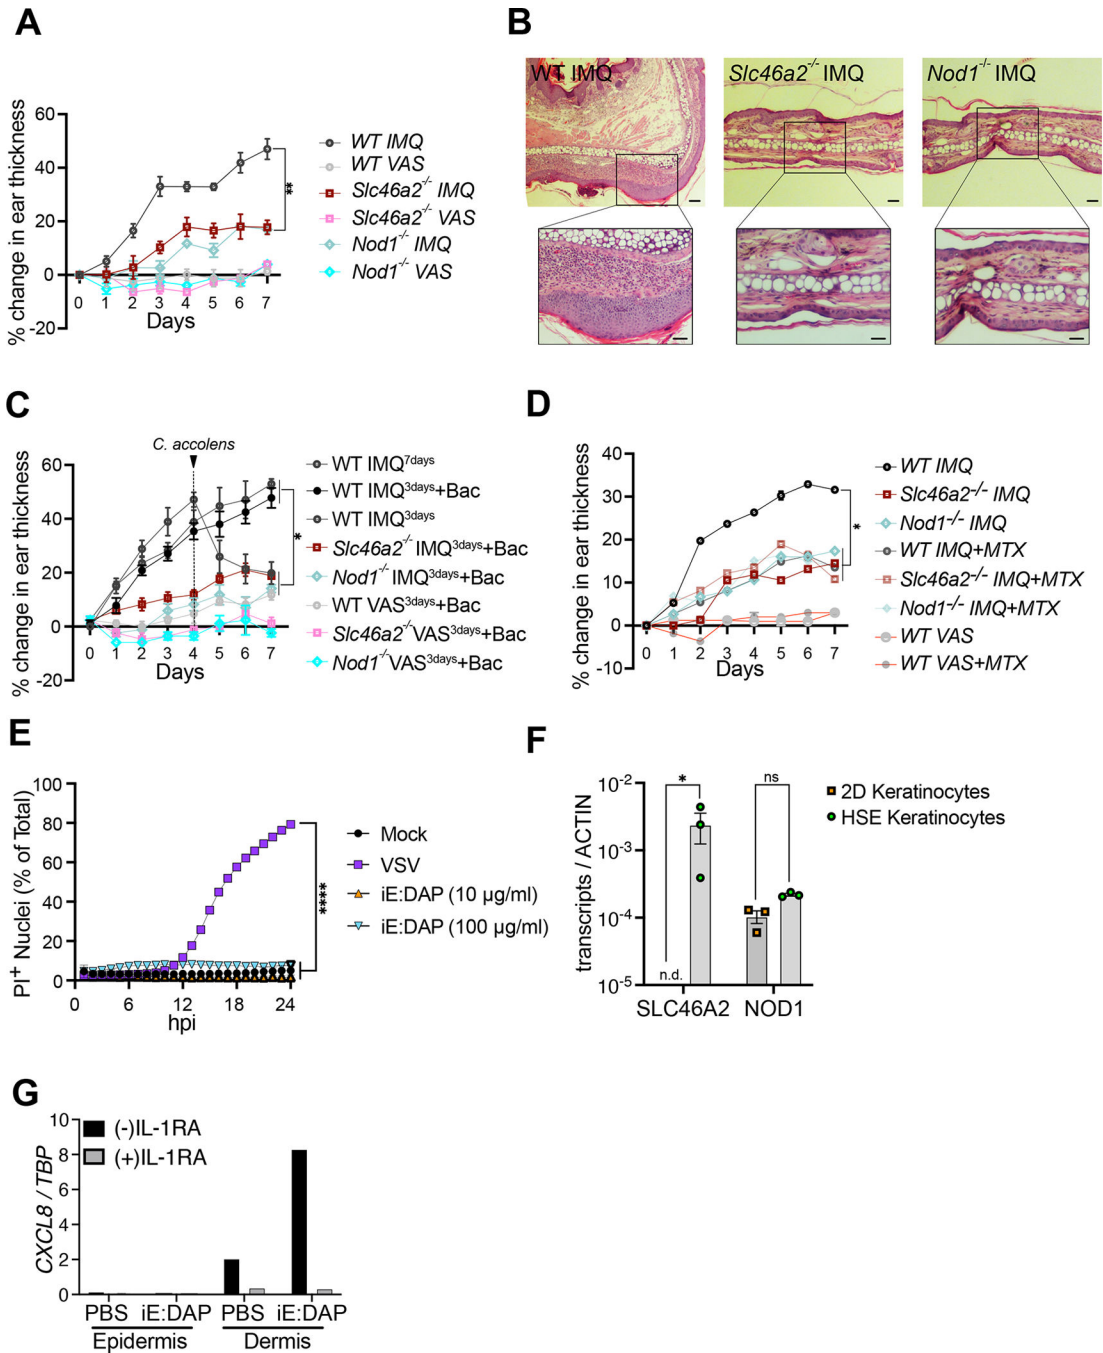 A
% change in ear thickness
60
40
20
0
-20
0 1 2 3 4 5 6 7
Days
WT IMQ
WT VAS
Slc46a2-/- IMQ
Slc46a2-/- VAS
Nod1-/- IMQ
Nod1-/- VAS
**
B
WT IMQ
Slc46a2-/- IMQ
Nod1-/- IMQ
C
C. accolens
% change in ear thickness
60
40
20
0
-20
0 1 2 3 4 5 6 7
Days
*
WT IMQ7days
WT IMQ3days+Bac
WT IMQ3days
Slc46a2-/- IMQ3days+Bac
Nod1-/- IMQ3days+Bac
WT VAS3days+Bac
Slc46a2-/-VAS3days+Bac
Nod1-/-VAS3days+Bac
D
% change in ear thickness
40
30
20
10
0
-10
0 1 2 3 4 5 6 7
Days
*
WT IMQ
Slc46a2-/- IMQ
Nod1-/- IMQ
WT IMQ+MTX
Slc46a2-/- IMQ+MTX
Nod1-/- IMQ+MTX
WT VAS
WT VAS+MTX
E
PI+ Nuclei (% of Total)
100
80
60
40
20
0
0 6 12 18 24
hpi
****
Mock
VSV
iE:DAP (10 µg/ml)
iE:DAP (100 µg/ml)
F
transcripts / ACTIN
10-2
10-3
10-4
10-5
*
ns
n.d.
SLC46A2 NOD1
2D Keratinocytes
HSE Keratinocytes
G
CXCL8 / TBP
10
8
6
4
2
0
(-)IL-1RA
(+)IL-1RA
PBS iE:DAP PBS iE:DAP
Epidermis Dermis